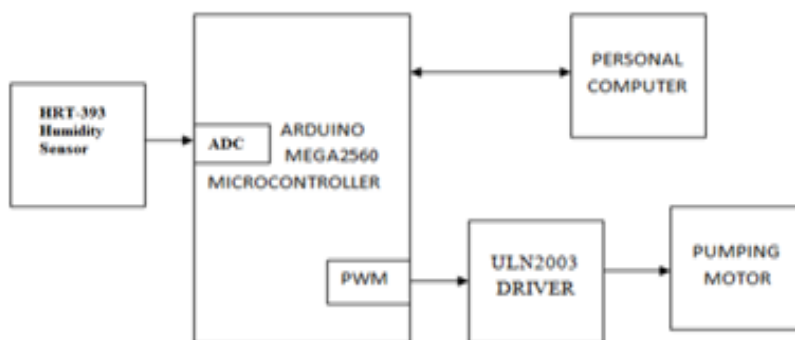 HRT-393
Humidity
Sensor
ADC
ARDUINO
MEGA2560
MICROCONTROLLER
PWM
PERSONAL
COMPUTER
ULN2003
DRIVER
PUMPING
MOTOR